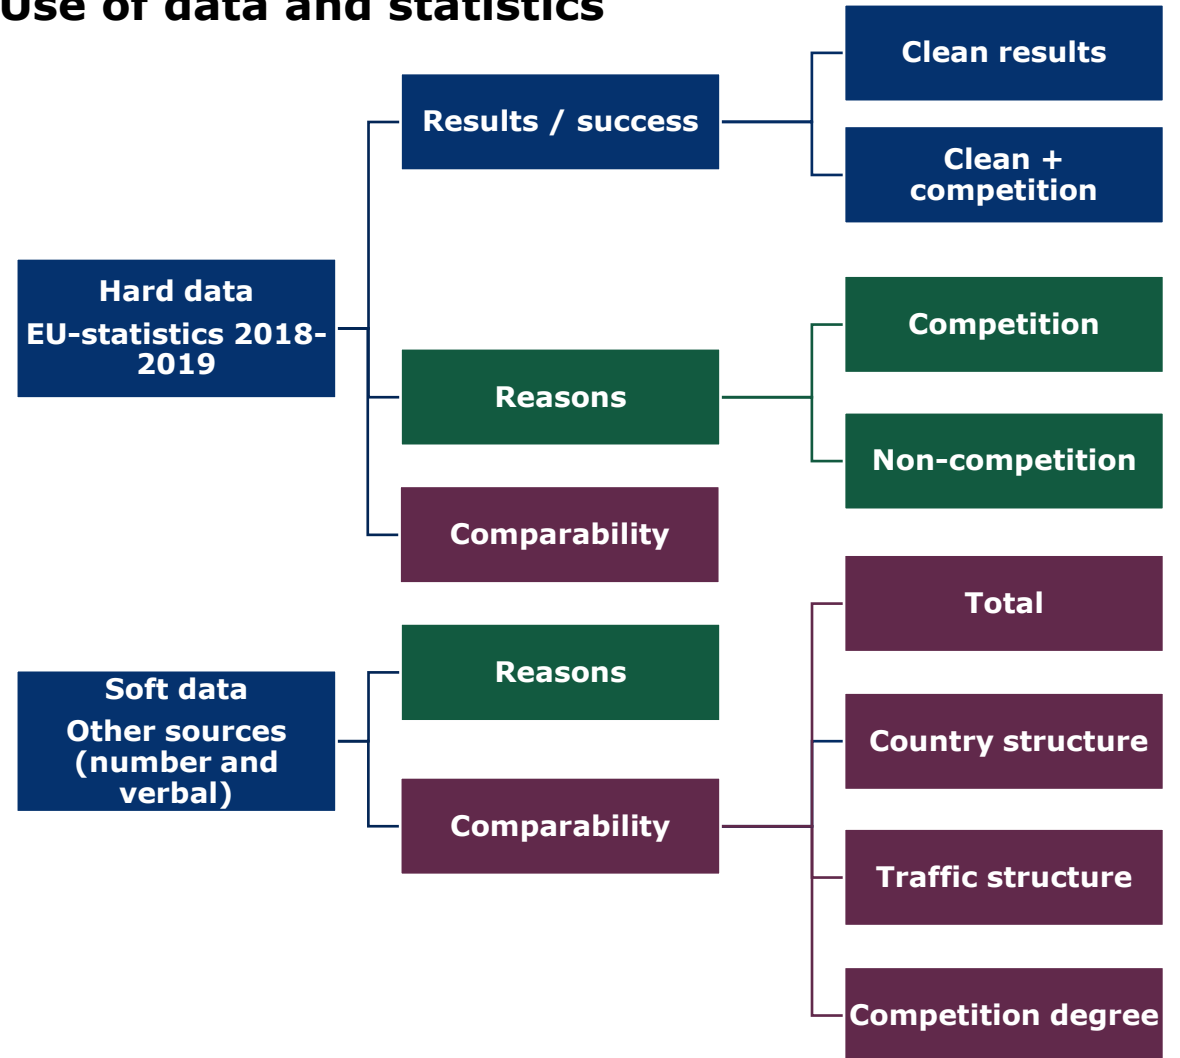 Use of data and statistics
Clean results
Results / success
Clean +
competition
Hard data
EU-statistics 2018-
2019
Competition
Reasons
Non-competition
Comparability
Total
Reasons
Soft data
Other sources
(number and
verbal)
Country structure
Comparability
Traffic structure
Competition degree